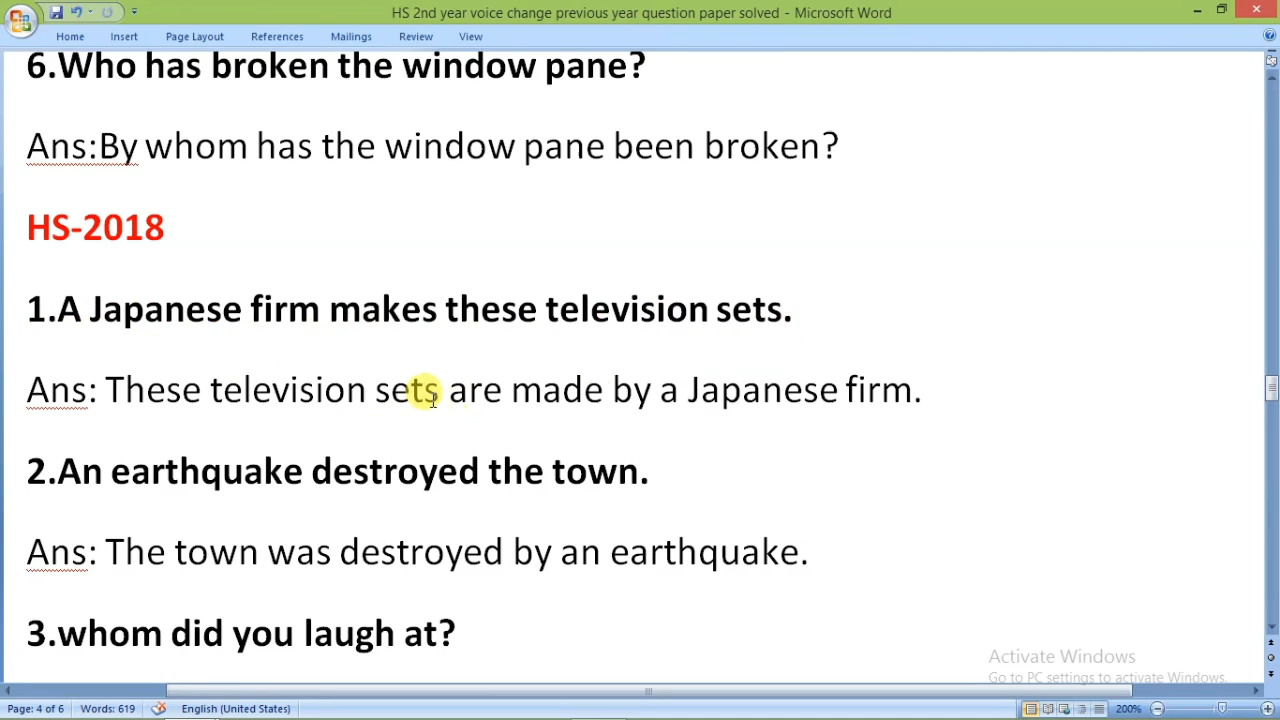 HS 2nd year voice change previous year question paper solved - Microsoft Word
Home Insert Page Layout References Mailings Review View
6.Who has broken the window pane?
Ans:By whom has the window pane been broken?
HS-2018
1.A Japanese firm makes these television sets.
Ans: These television sets are made by a Japanese firm.
2.An earthquake destroyed the town.
Ans: The town was destroyed by an earthquake.
3.whom did you laugh at?
Activate Windows
Go to PC settings to activate Windows.
Page: 4 of 6 Words: 619 English (United States) 200%